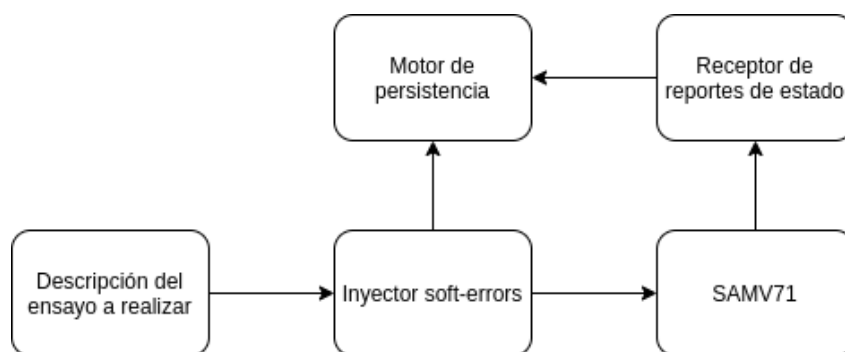 Motor de
persistencia
Receptor de
reportes de estado
Descripción del
ensayo a realizar
Inyector soft-errors
SAMV71